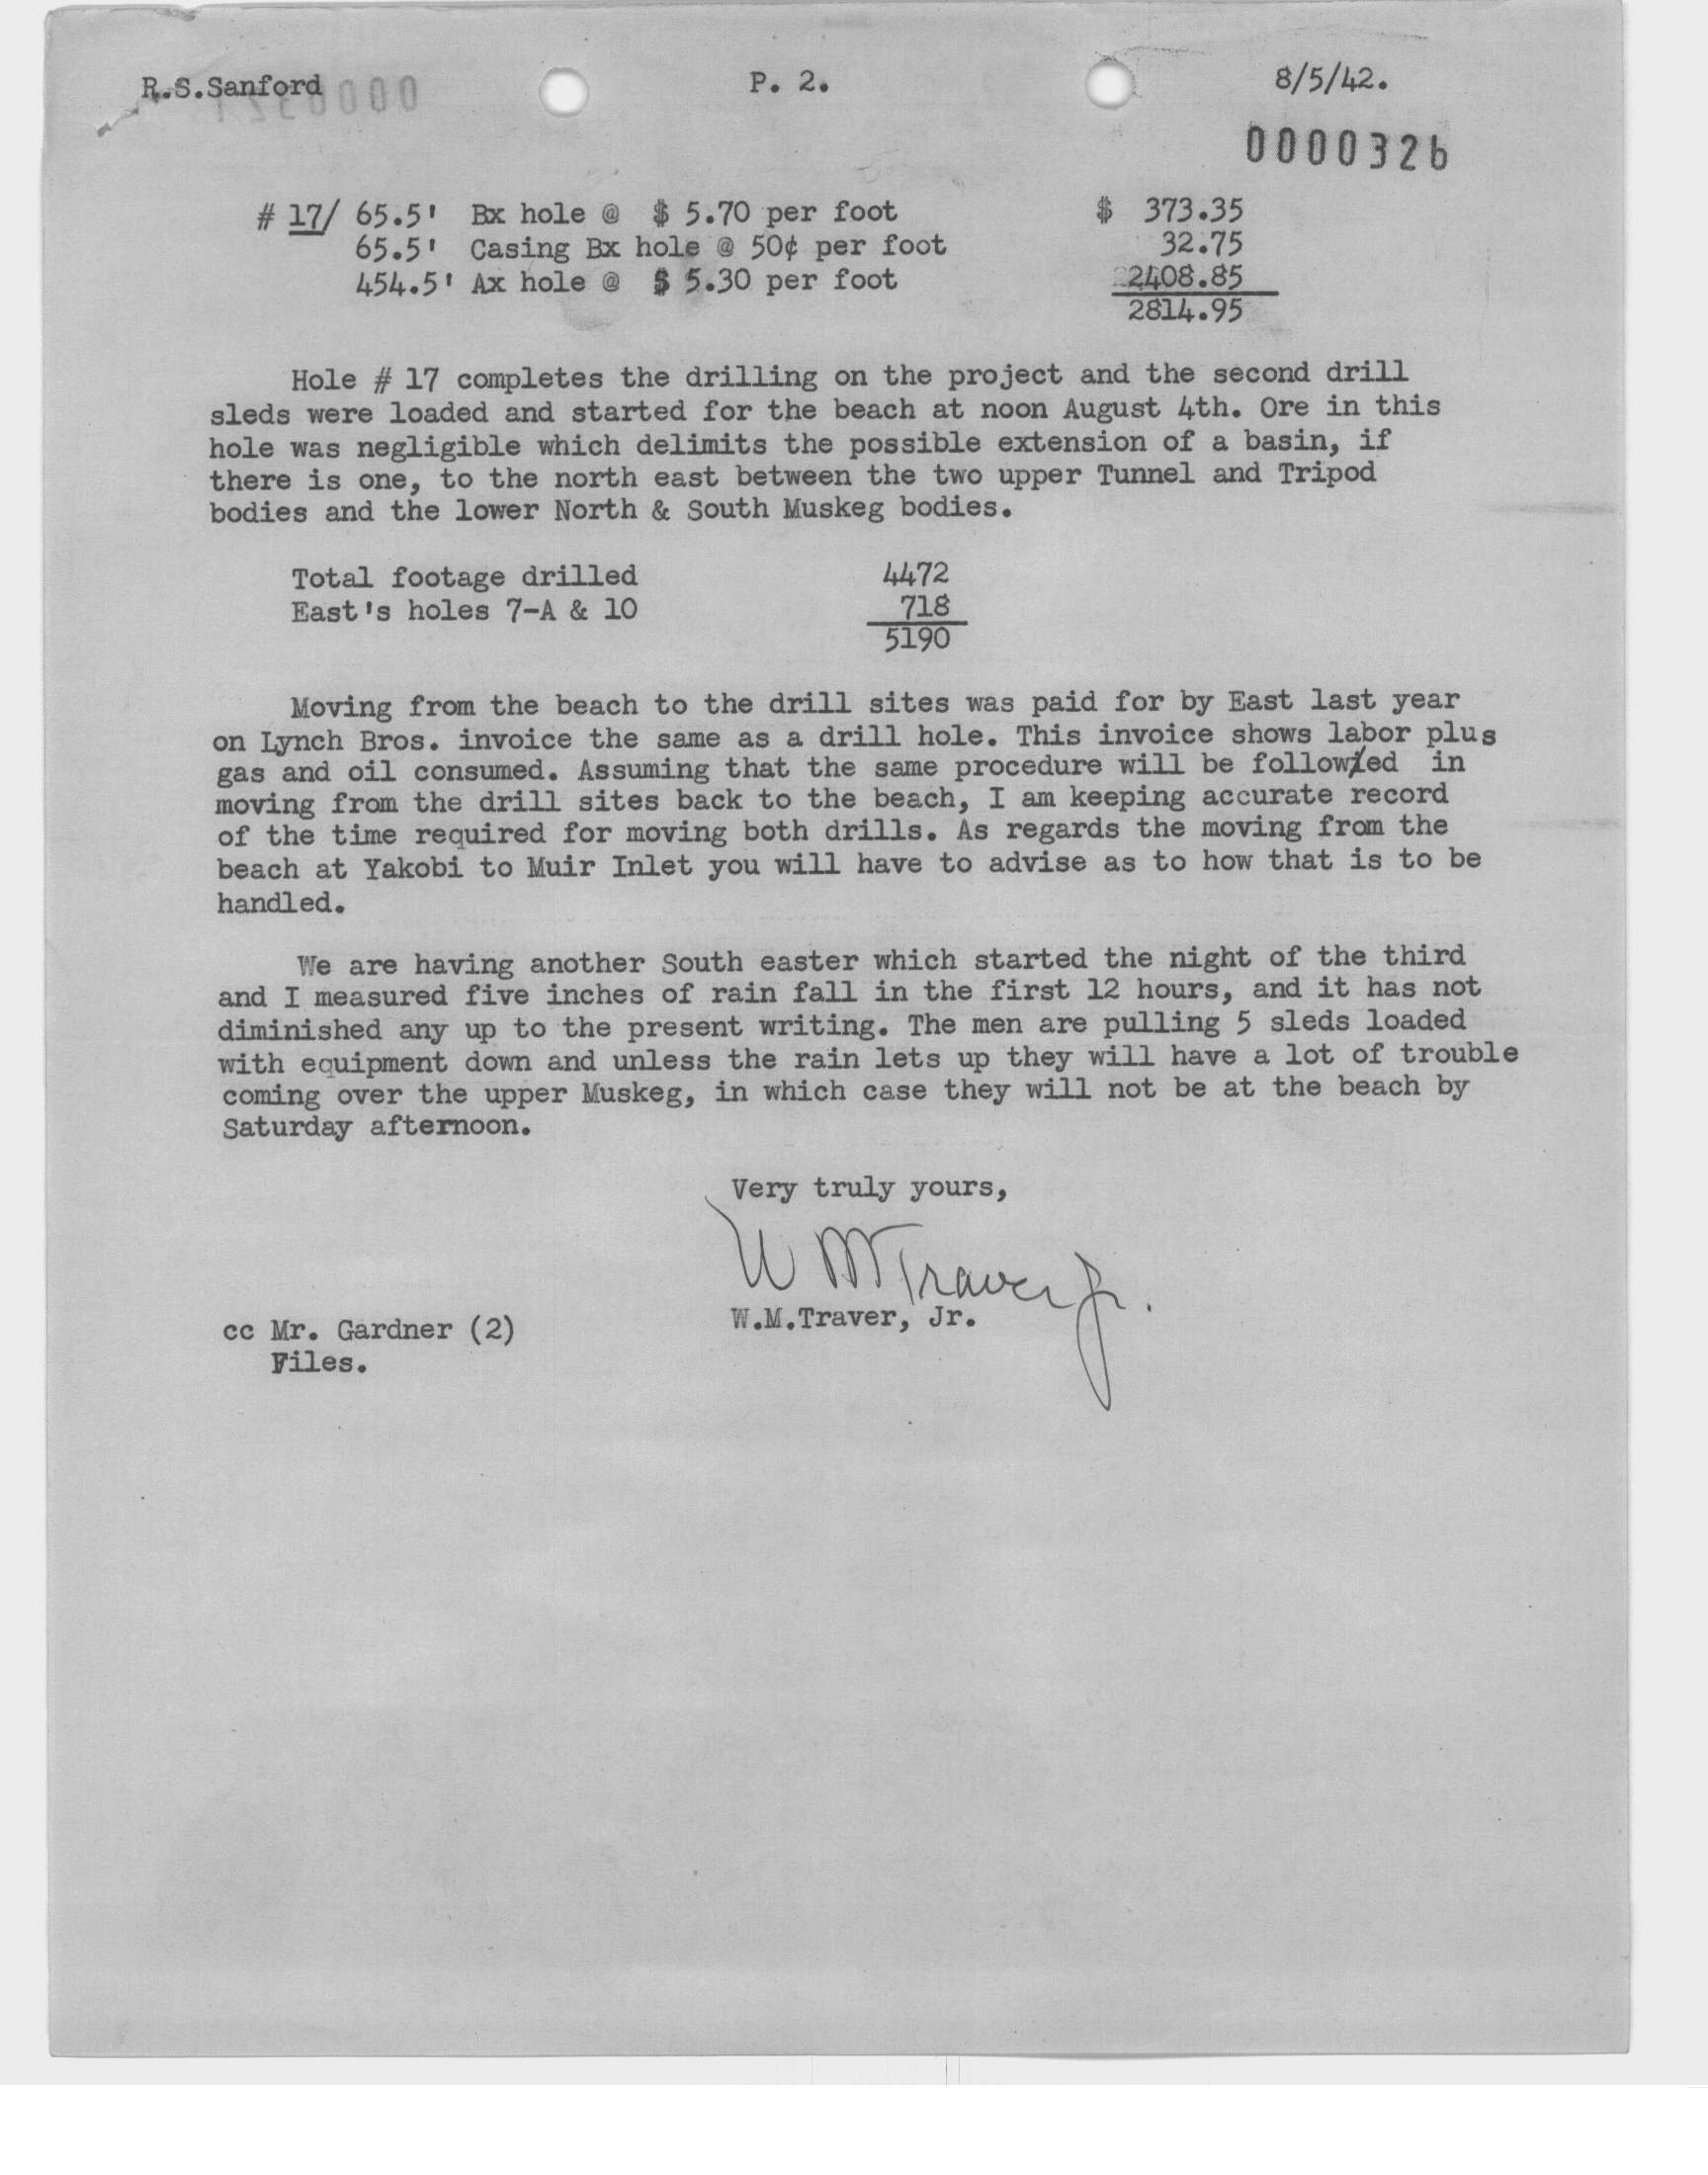 R.S.Sanford P. 2. 8/5/42.
0000326
# 17/ 65.5' Bx hole @ $ 5.70 per foot $ 373.35
65.5' Casing Bx hole @ 50¢ per foot 32.75
454.5' Ax hole @ $ 5.30 per foot 2408.85
2814.95
Hole # 17 completes the drilling on the project and the second drill
sleds were loaded and started for the beach at noon August 4th. Ore in this
hole was negligible which delimits the possible extension of a basin, if
there is one, to the north east between the two upper Tunnel and Tripod
bodies and the lower North & South Muskeg bodies.
Total footage drilled 4472
East's holes 7-A & 10 718
5190
Moving from the beach to the drill sites was paid for by East last year
on Lynch Bros. invoice the same as a drill hole. This invoice shows labor plus
gas and oil consumed. Assuming that the same procedure will be followed in
moving from the drill sites back to the beach, I am keeping accurate record
of the time required for moving both drills. As regards the moving from the
beach at Yakobi to Muir Inlet you will have to advise as to how that is to be
handled.
We are having another South easter which started the night of the third
and I measured five inches of rain fall in the first 12 hours, and it has not
diminished any up to the present writing. The men are pulling 5 sleds loaded
with equipment down and unless the rain lets up they will have a lot of trouble
coming over the upper Muskeg, in which case they will not be at the beach by
Saturday afternoon.
Very truly yours,
W M Traver Jr.
W.M.Traver, Jr.
cc Mr. Gardner (2)
Files.